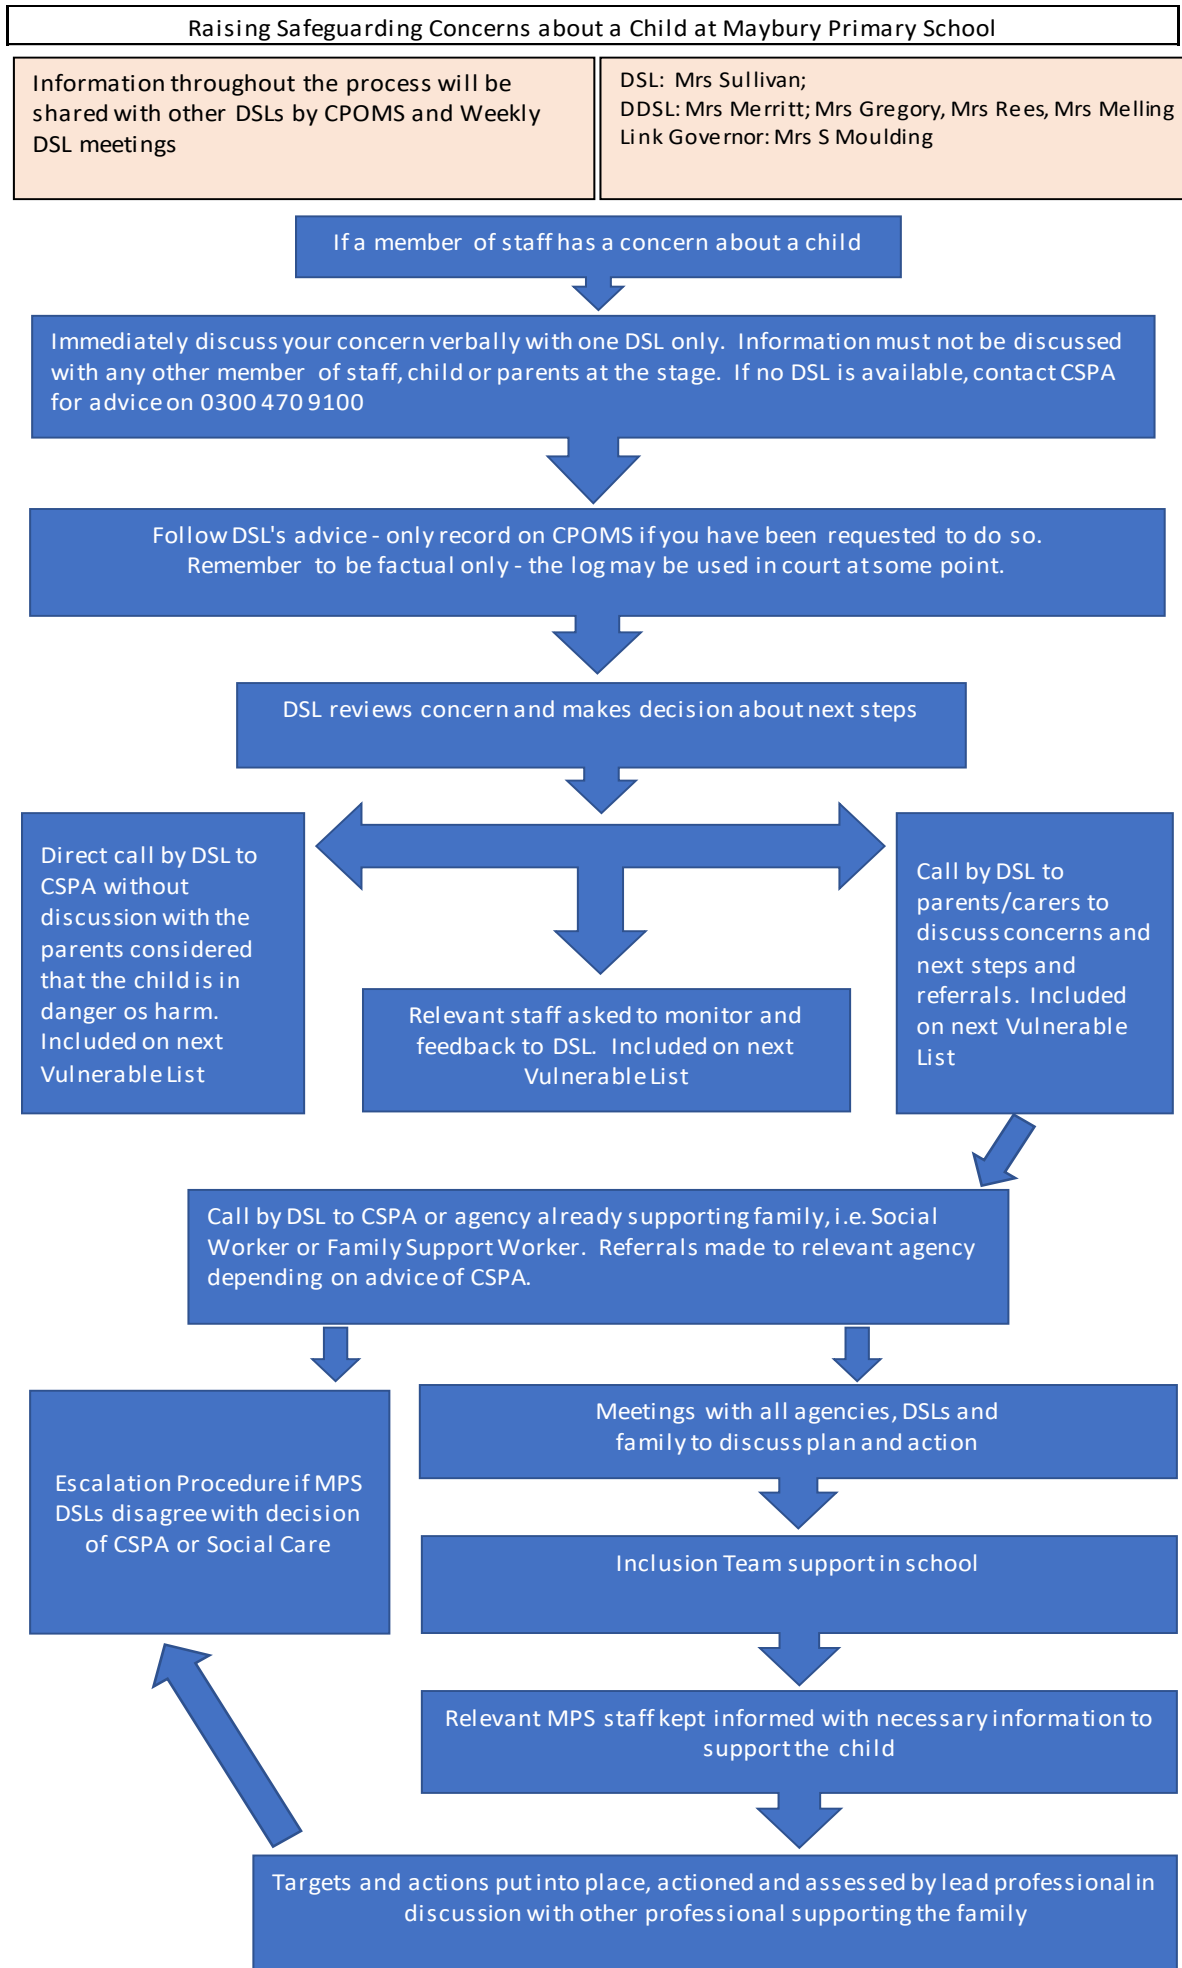 Raising Safeguarding Concerns about a Child at Maybury Primary School
Information throughout the process will be
shared with other DSLs by CPOMS and Weekly
DSL meetings
DSL: Mrs Sullivan;
DDSL: Mrs Merritt; Mrs Gregory, Mrs Rees, Mrs Melling
Link Governor: Mrs S Moulding
If a member of staff has a concern about a child
Immediately discuss your concern verbally with one DSL only. Information must not be discussed
with any other member of staff, child or parents at the stage. If no DSL is available, contact CSPA
for advice on 0300 470 9100
Follow DSL's advice - only record on CPOMS if you have been requested to do so.
Remember to be factual only - the log may be used in court at some point.
DSL reviews concern and makes decision about next steps
Direct call by DSL to
CSPA without
discussion with the
parents considered
that the child is in
danger os harm.
Included on next
Vulnerable List
Relevant staff asked to monitor and
feedback to DSL. Included on next
Vulnerable List
Call by DSL to
parents/carers to
discuss concerns and
next steps and
referrals. Included
on next Vulnerable
List
Call by DSL to CSPA or agency already supporting family, i.e. Social
Worker or Family Support Worker. Referrals made to relevant agency
depending on advice of CSPA.
Escalation Procedure if MPS
DSLs disagree with decision
of CSPA or Social Care
Meetings with all agencies, DSLs and
family to discuss plan and action
Inclusion Team support in school
Relevant MPS staff kept informed with necessary information to
support the child
Targets and actions put into place, actioned and assessed by lead professional in
discussion with other professional supporting the family